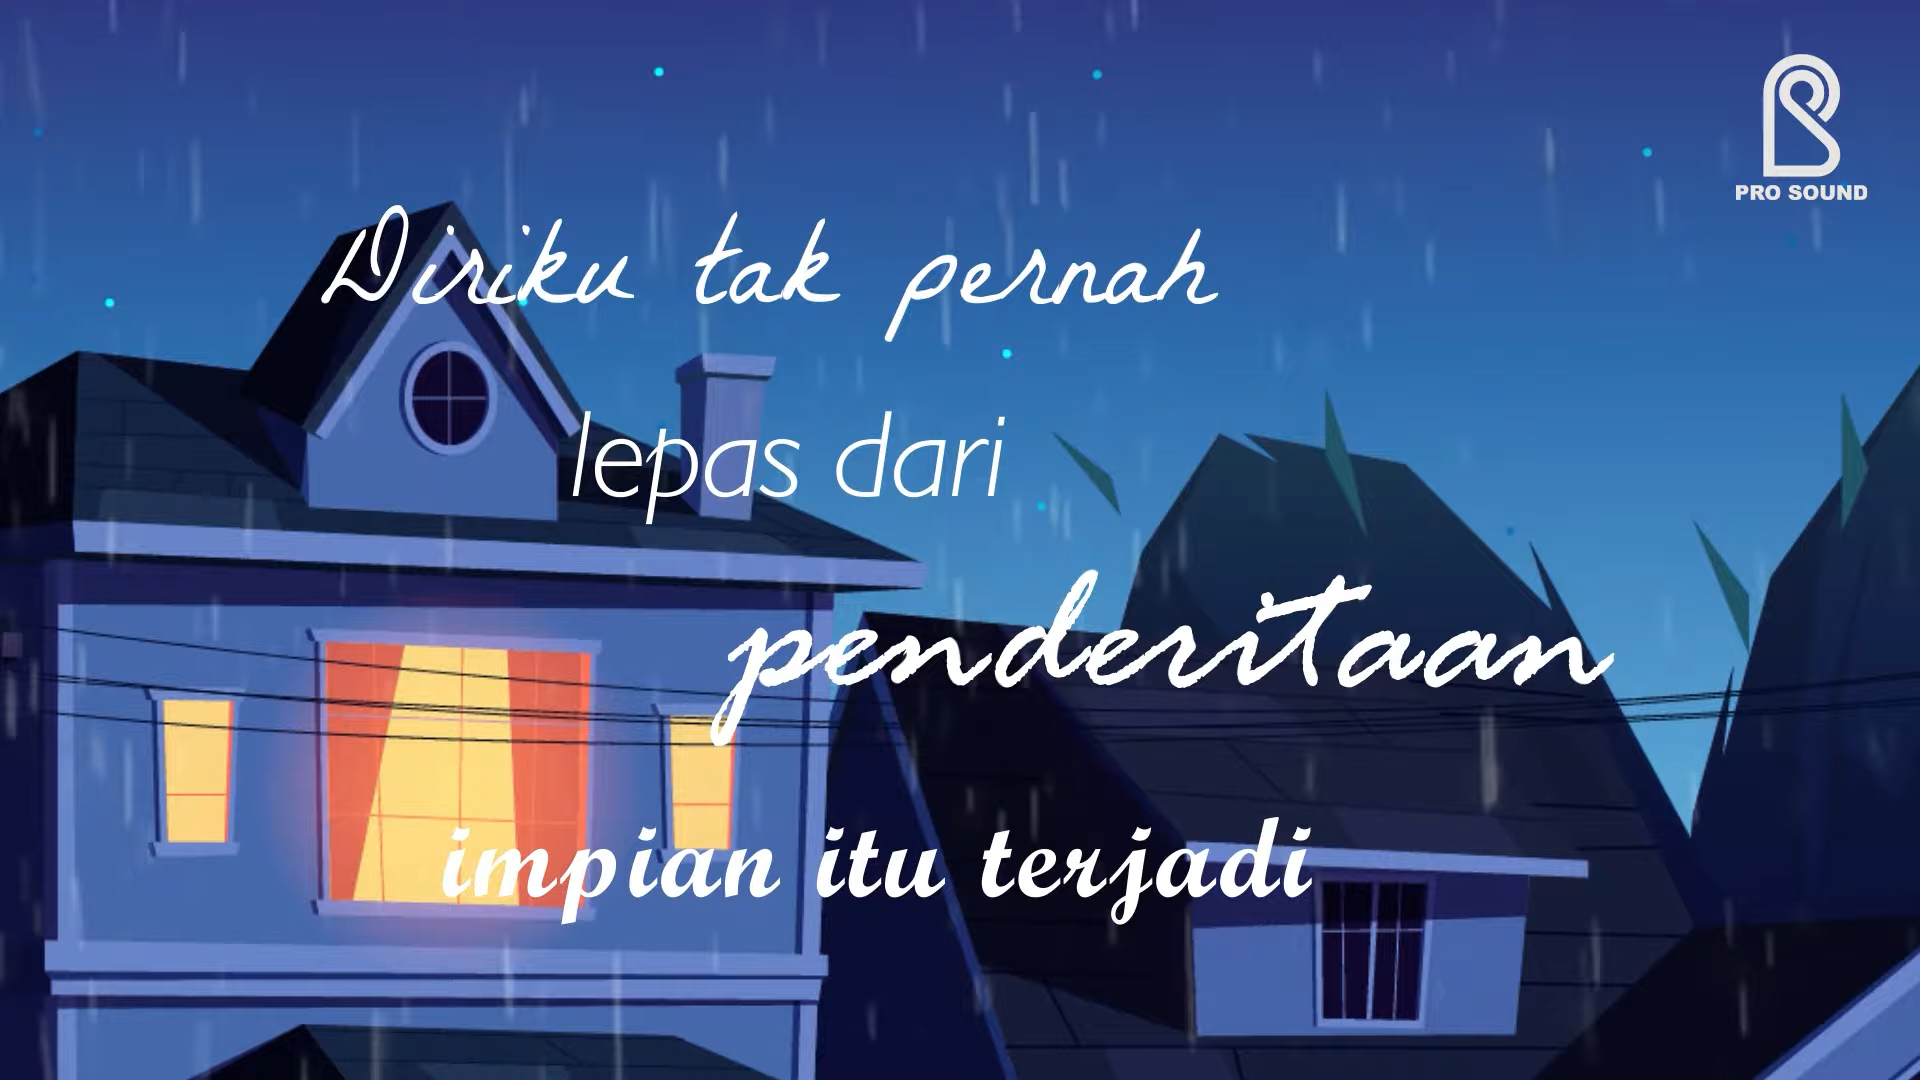 PRO SOUND
Diriku tak pernah
lepas dari
penderitaan
impian itu terjadi